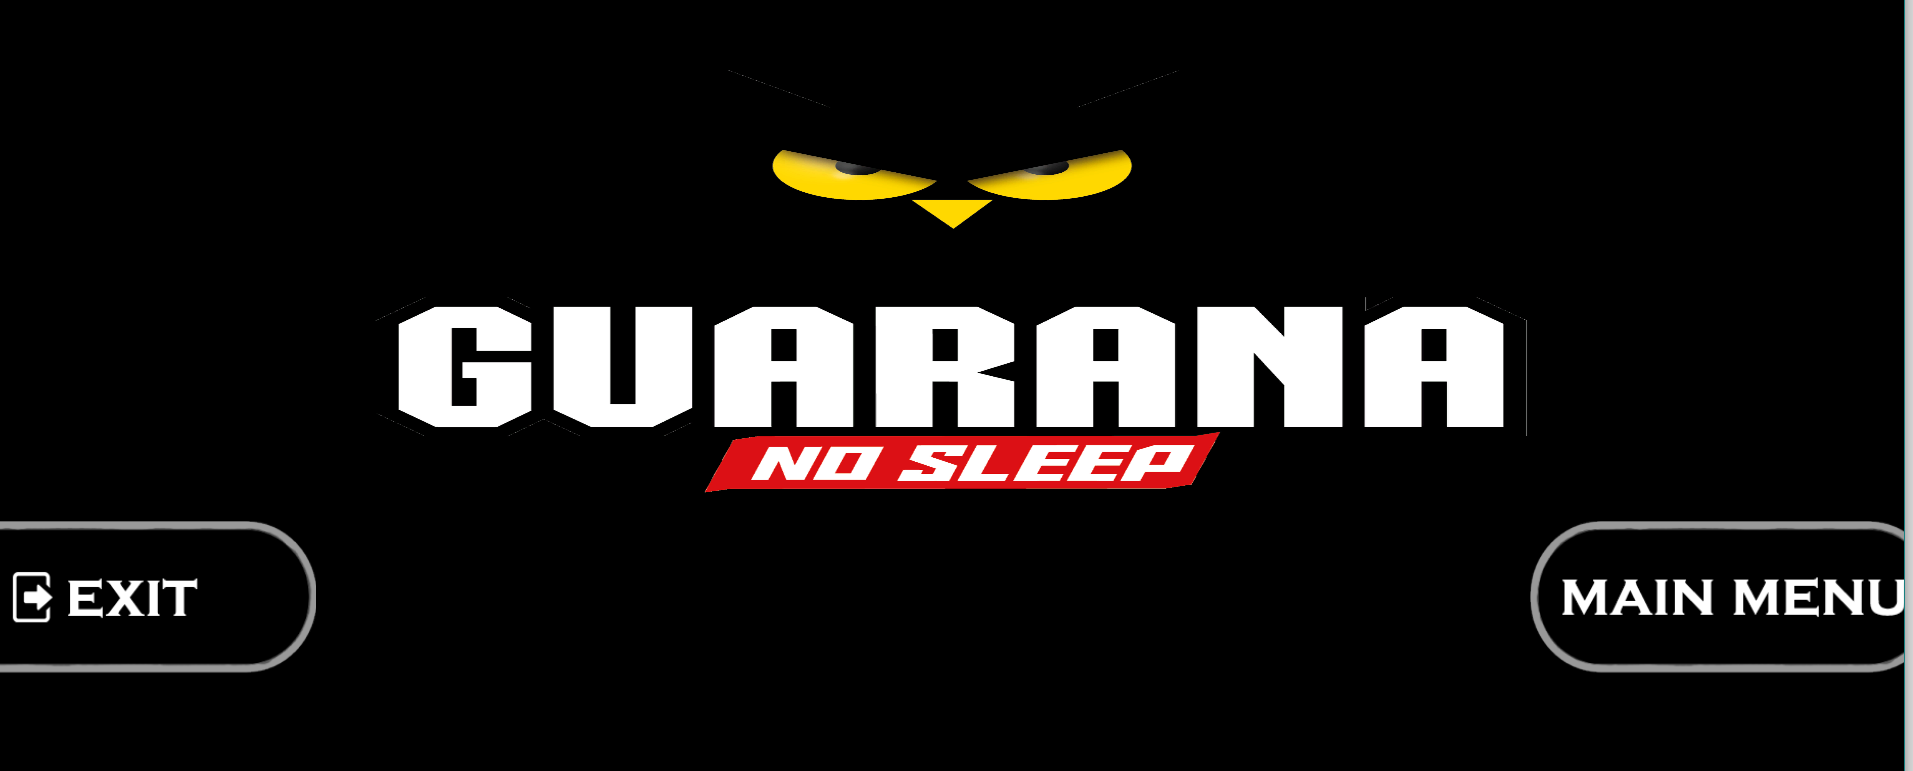 GUARANA
NO SLEEP
EXIT
MAIN MENU